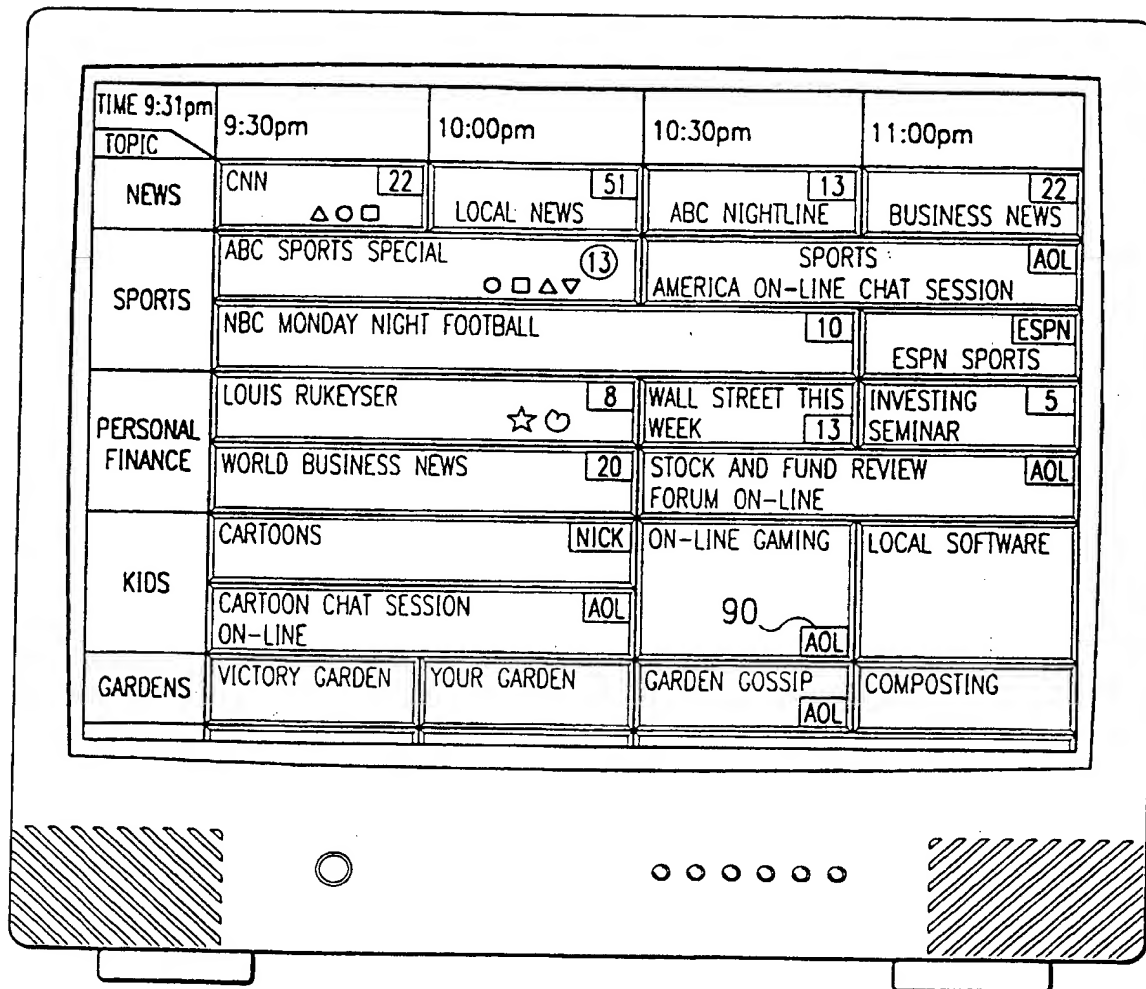 TIME 9:31pm
TOPIC
9:30pm
10:00pm
10:30pm
11:00pm
NEWS
CNN 22
51
LOCAL NEWS
13
ABC NIGHTLINE
22
BUSINESS NEWS
SPORTS
ABC SPORTS SPECIAL
13
SPORTS AOL
AMERICA ON-LINE CHAT SESSION
NBC MONDAY NIGHT FOOTBALL 10
ESPN
ESPN SPORTS
PERSONAL
FINANCE
LOUIS RUKEYSER 8
WALL STREET THIS
WEEK 13
INVESTING 5
SEMINAR
WORLD BUSINESS NEWS 20
STOCK AND FUND REVIEW AOL
FORUM ON-LINE
KIDS
CARTOONS NICK
CARTOON CHAT SESSION AOL
ON-LINE
ON-LINE GAMING
90
AOL
LOCAL SOFTWARE
GARDENS
VICTORY GARDEN
YOUR GARDEN
GARDEN GOSSIP
AOL
COMPOSTING